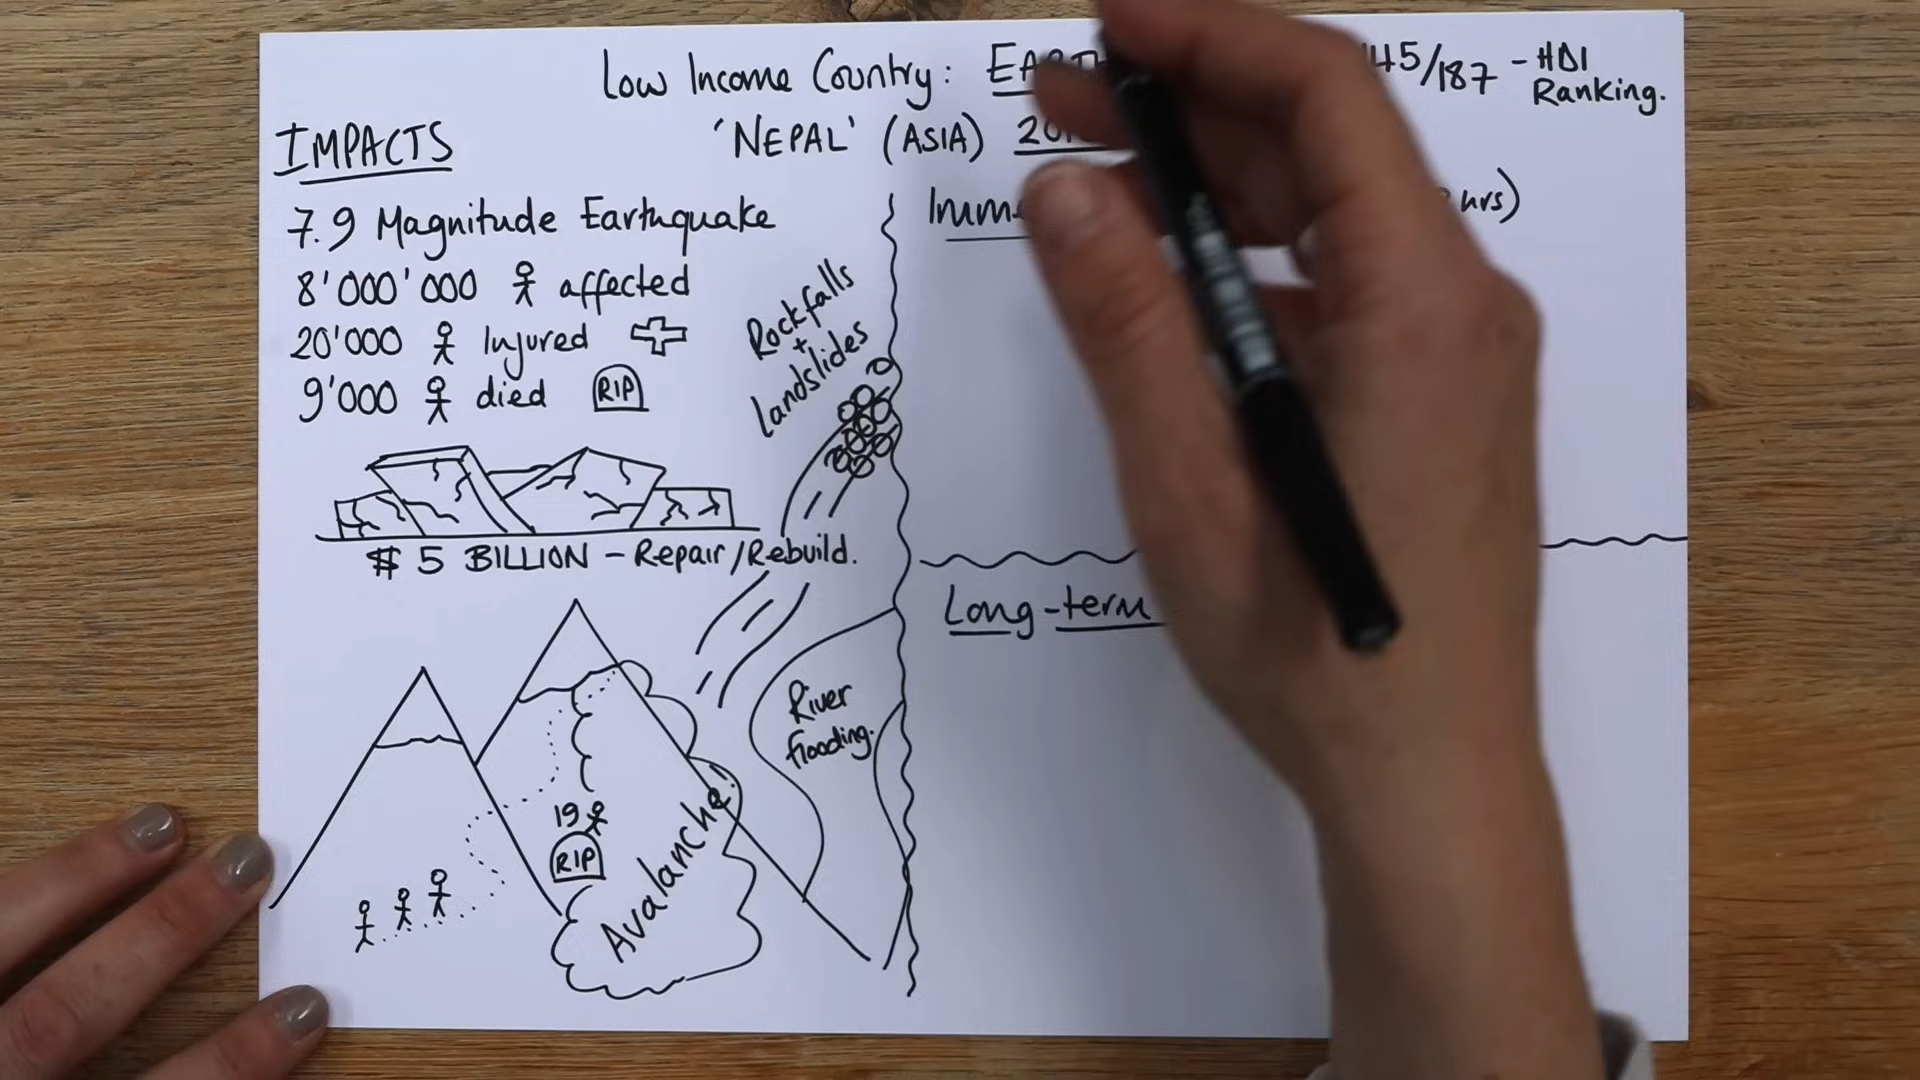 Low Income Country:
145/187 - HDI
Ranking.
'NEPAL' (ASIA)
IMPACTS
7.9 Magnitude Earthquake
8'000'000 affected
20'000 Injured
9'000 died RIP
Rockfalls
+
Landslides
$ 5 BILLION - Repair/Rebuild.
River
flooding.
19
RIP
Avalanche
hrs)
Long-term